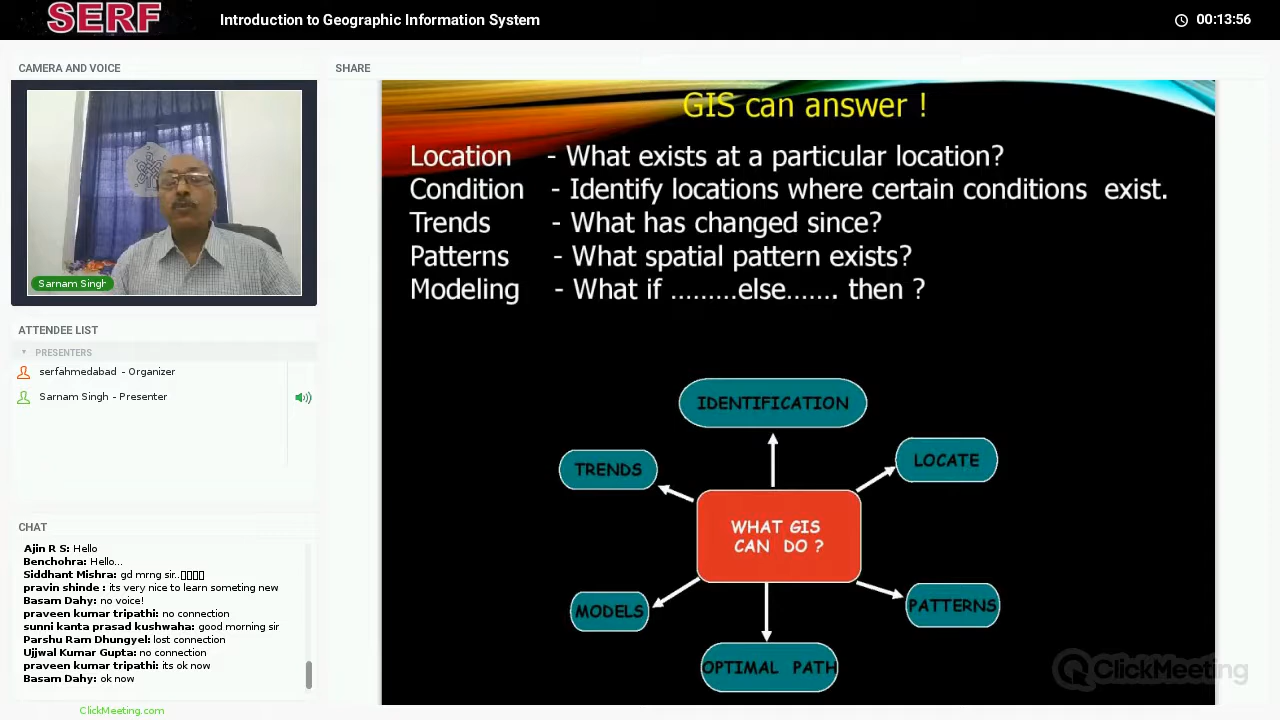 SERF
Introduction to Geographic Information System
00:13:56
CAMERA AND VOICE
Sarnam Singh
ATTENDEE LIST
PRESENTERS
serfahmedabad - Organizer
Sarnam Singh - Presenter
CHAT
Ajin R S: Hello
Benchohra: Hello...
Siddhant Mishra: gd mrng sir..
pravin shinde : its very nice to learn someting new
Basam Dahy: no voice!
praveen kumar tripathi: no connection
sunni kanta prasad kushwaha: good morning sir
Parshu Ram Dhungyel: lost connection
Ujjwal Kumar Gupta: no connection
praveen kumar tripathi: its ok now
Basam Dahy: ok now
ClickMeeting.com
SHARE
GIS can answer !
Location - What exists at a particular location?
Condition - Identify locations where certain conditions exist.
Trends - What has changed since?
Patterns - What spatial pattern exists?
Modeling - What if .........else....... then ?
IDENTIFICATION
TRENDS
LOCATE
WHAT GIS
CAN DO ?
MODELS
PATTERNS
OPTIMAL PATH
ClickMeeting